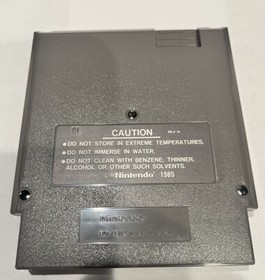 CAUTION
REV-A
●DO NOT STORE IN EXTREME TEMPERATURES.
●DO NOT IMMERSE IN WATER.
●DO NOT CLEAN WITH BENZENE, THINNER,
ALCOHOL OR OTHER SUCH SOLVENTS.
© Nintendo® 1985